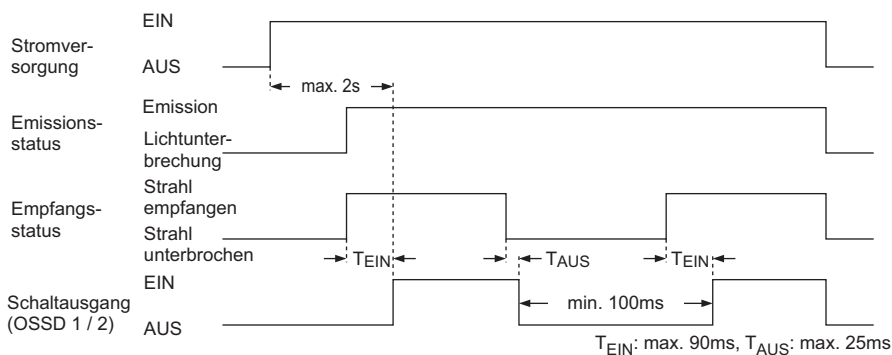 Stromver-
sorgung
EIN
AUS
max. 2s
Emissions-
status
Emission
Lichtunter-
brechung
Empfangs-
status
Strahl
empfangen
Strahl
unterbrochen
TEIN
TAUS
TEIN
Schaltausgang
(OSSD 1 / 2)
EIN
AUS
min. 100ms
TEIN: max. 90ms, TAUS: max. 25ms